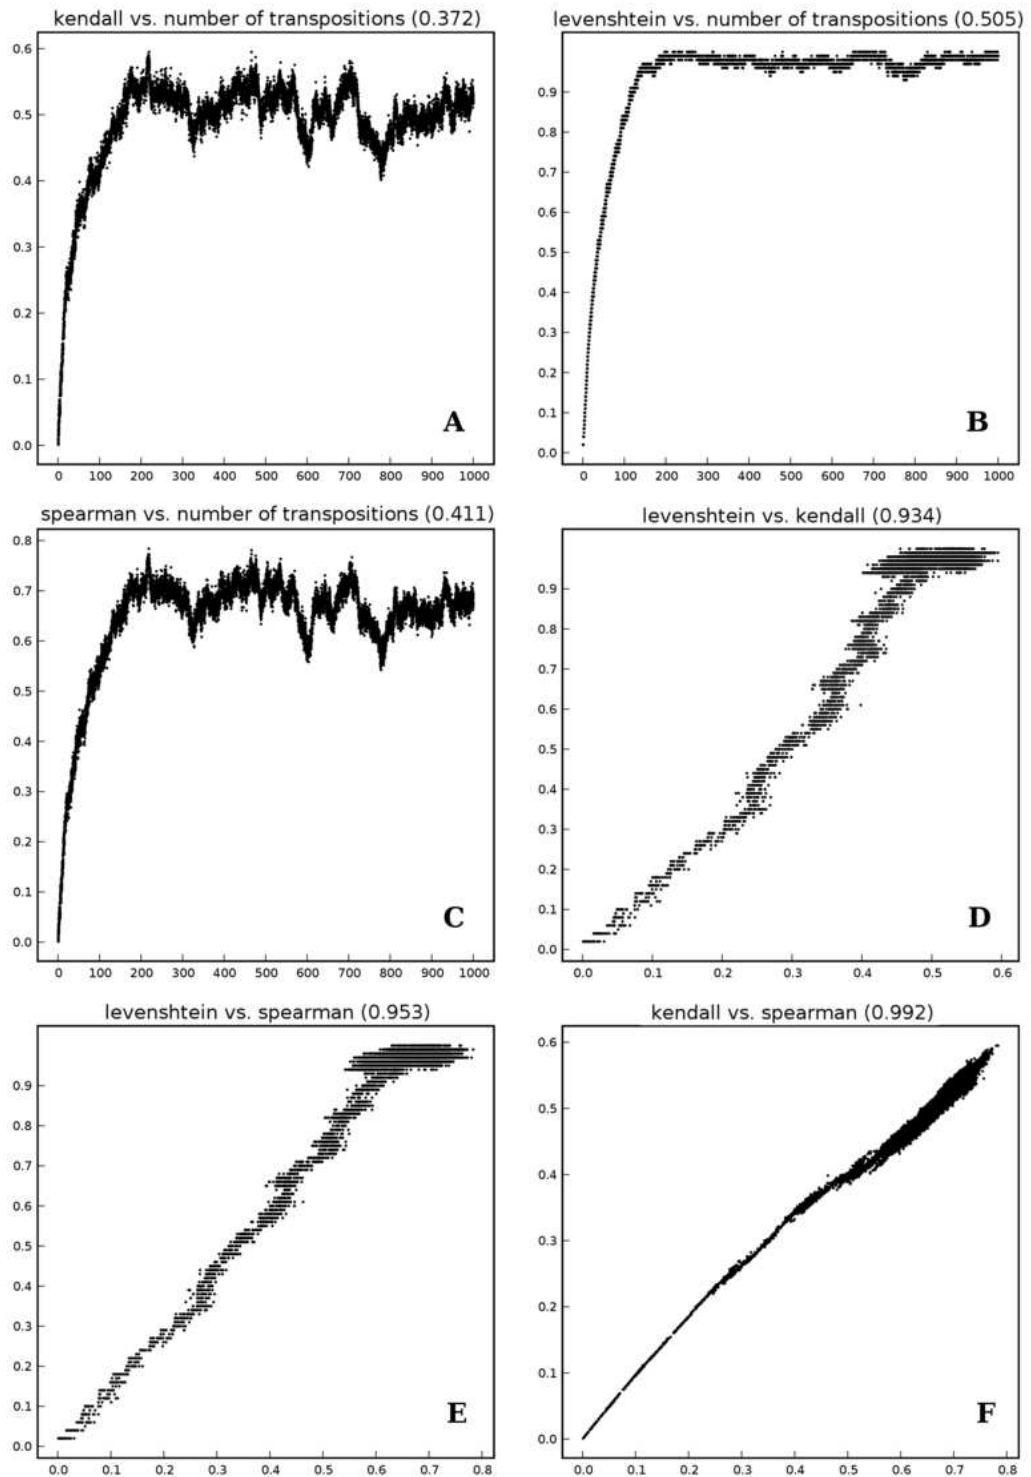 kendall vs. number of transpositions (0.372)
0.6
0.5
0.4
0.3
0.2
0.1
0.0
0 100 200 300 400 500 600 700 800 900 1000
A
levenshtein vs. number of transpositions (0.505)
0.9
0.8
0.7
0.6
0.5
0.4
0.3
0.2
0.1
0.0
0 100 200 300 400 500 600 700 800 900 1000
B
spearman vs. number of transpositions (0.411)
0.8
0.7
0.6
0.5
0.4
0.3
0.2
0.1
0.0
0 100 200 300 400 500 600 700 800 900 1000
C
levenshtein vs. kendall (0.934)
0.9
0.8
0.7
0.6
0.5
0.4
0.3
0.2
0.1
0.0
0.0 0.1 0.2 0.3 0.4 0.5 0.6
D
levenshtein vs. spearman (0.953)
0.9
0.8
0.7
0.6
0.5
0.4
0.3
0.2
0.1
0.0
0.0 0.1 0.2 0.3 0.4 0.5 0.6 0.7 0.8
E
kendall vs. spearman (0.992)
0.6
0.5
0.4
0.3
0.2
0.1
0.0
0.0 0.1 0.2 0.3 0.4 0.5 0.6 0.7 0.8
F